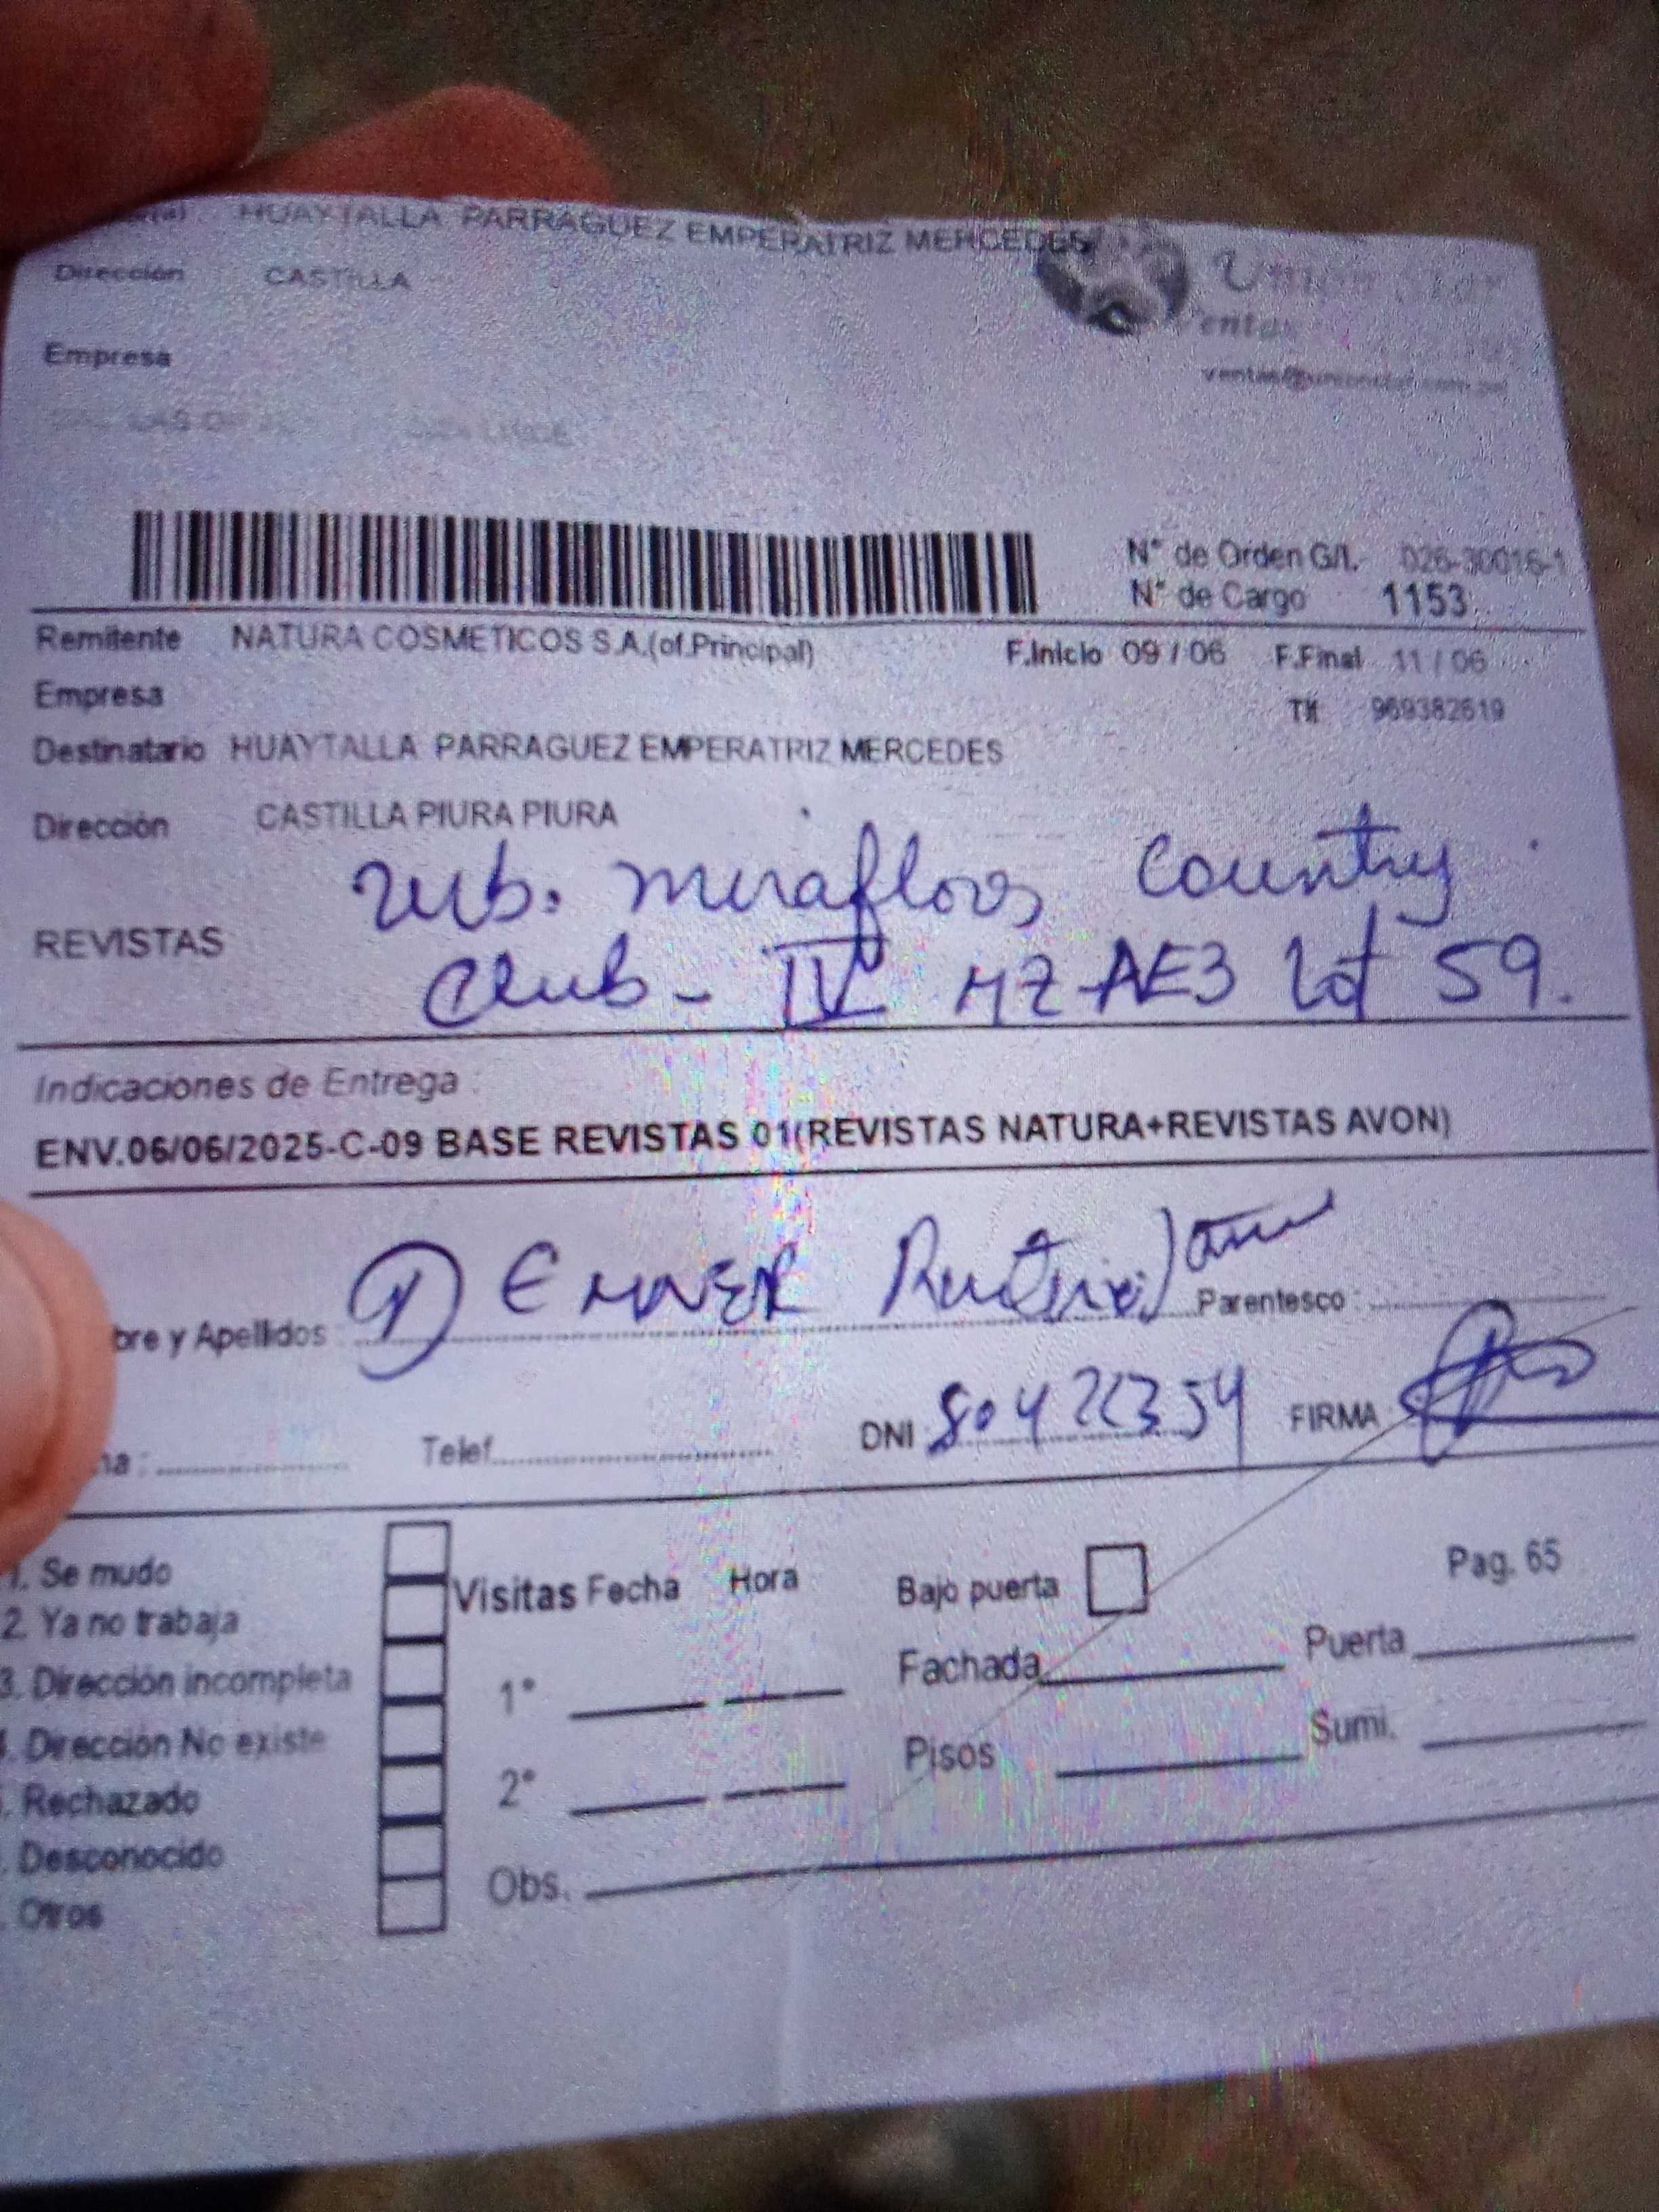 HUAYTALLA PARRAGUEZ EMPERATRIZ MERCEDES
Dirección CASTILLA
Union Star
Ventas
Empresa
N° de Orden G/I. 026-30016-1
N° de Cargo 1153
Remitente NATURA COSMETICOS S.A.(of.Principal) F.Inicio 09 / 06 F.Final 11 / 06
Empresa Tlf 969382619
Destinatario HUAYTALLA PARRAGUEZ EMPERATRIZ MERCEDES
Dirección CASTILLA PIURA PIURA
urb. miraflores Country
REVISTAS Club - IV MZ-AE3 Lot 59.
Indicaciones de Entrega :
ENV.06/06/2025-C-09 BASE REVISTAS 01(REVISTAS NATURA+REVISTAS AVON)
bre y Apellidos : Parentesco :
Telef. DNI FIRMA
1. Se mudo
2. Ya no trabaja
3. Dirección incompleta
. Dirección No existe
. Rechazado
. Desconocido
. Otros
Visitas Fecha Hora
1°
2°
Obs.
Bajo puerta
Fachada
Pisos
Pag. 65
Puerta
Sumi.